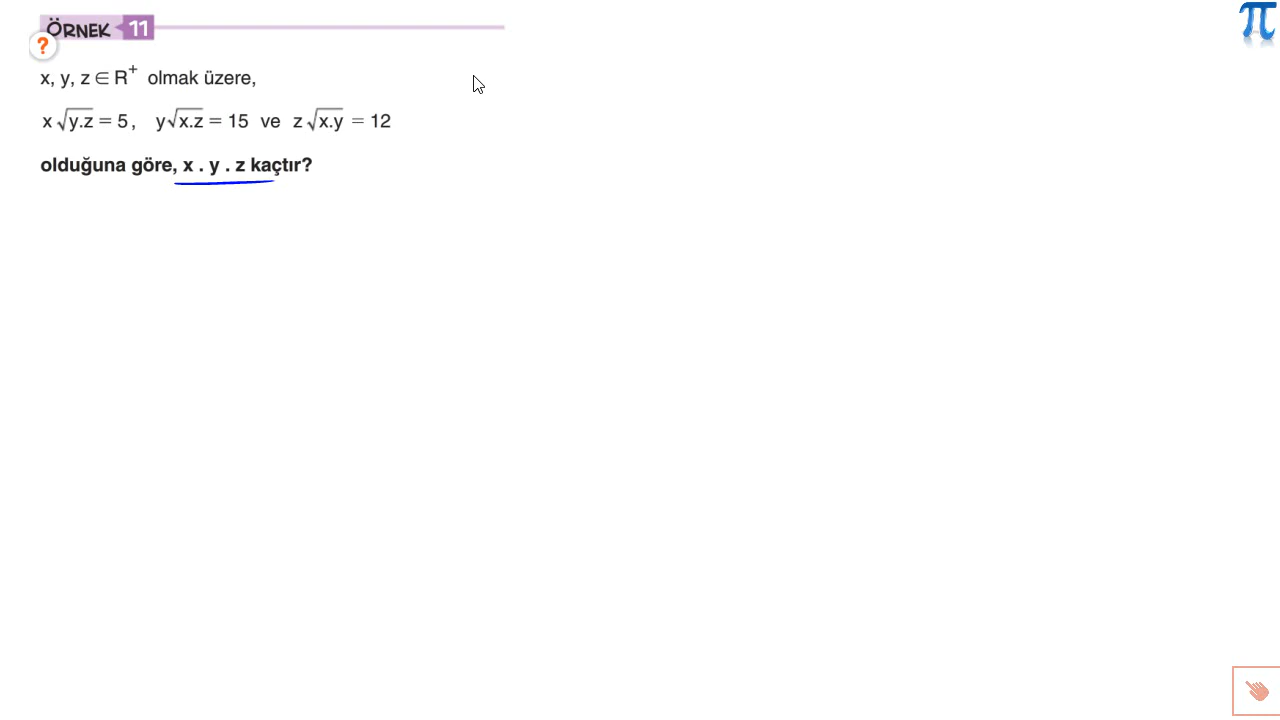 ÖRNEK 11
?
x, y, z ∈ R⁺ olmak üzere,
x √y.z = 5, y√x.z = 15 ve z √x.y = 12
olduğuna göre, x . y . z kaçtır?
π